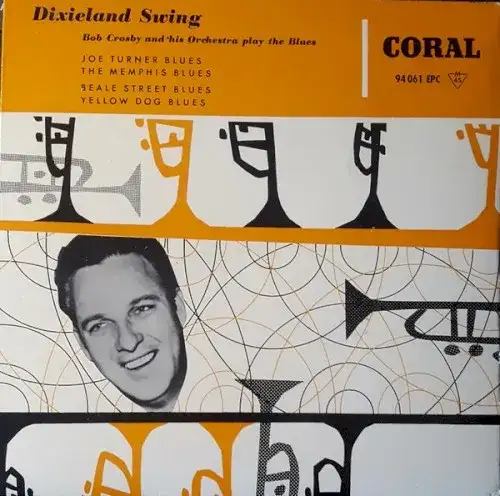 Dixieland Swing
Bob Crosby and his Orchestra play the Blues
JOE TURNER BLUES
THE MEMPHIS BLUES
BEALE STREET BLUES
YELLOW DOG BLUES
CORAL
94 061 EPC
M
45